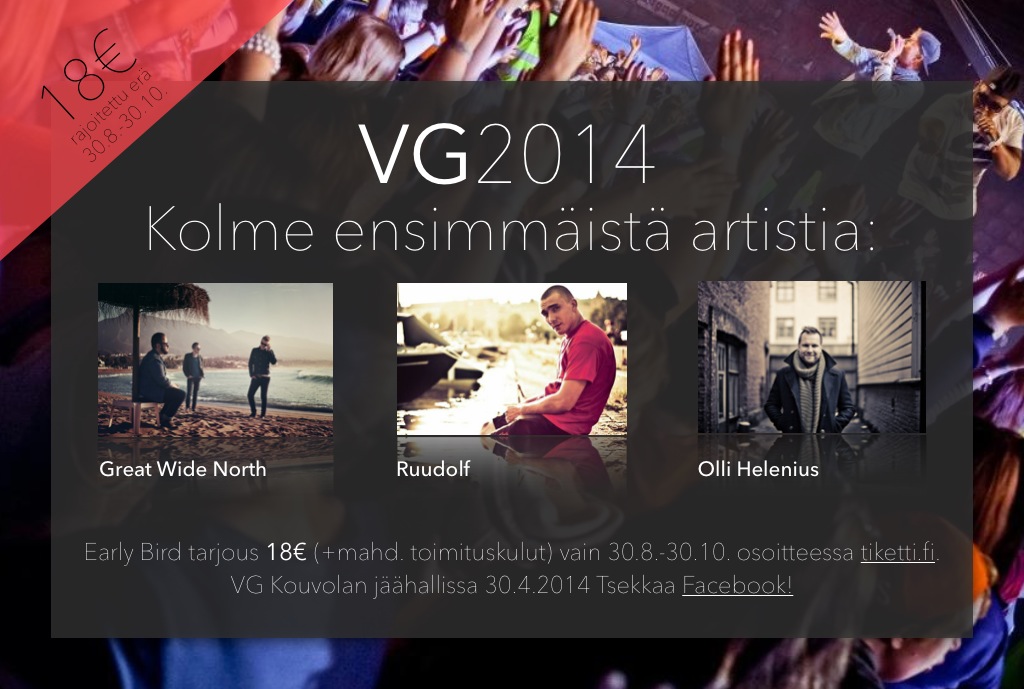 18€
rajoitettu erä
30.8.-30.10.
VG2014
Kolme ensimmäistä artistia:
Great Wide North
Ruudolf
Olli Helenius
Early Bird tarjous 18€ (+mahd. toimituskulut) vain 30.8.-30.10. osoitteessa tiketti.fi.
VG Kouvolan jäähallissa 30.4.2014 Tsekkaa Facebook!